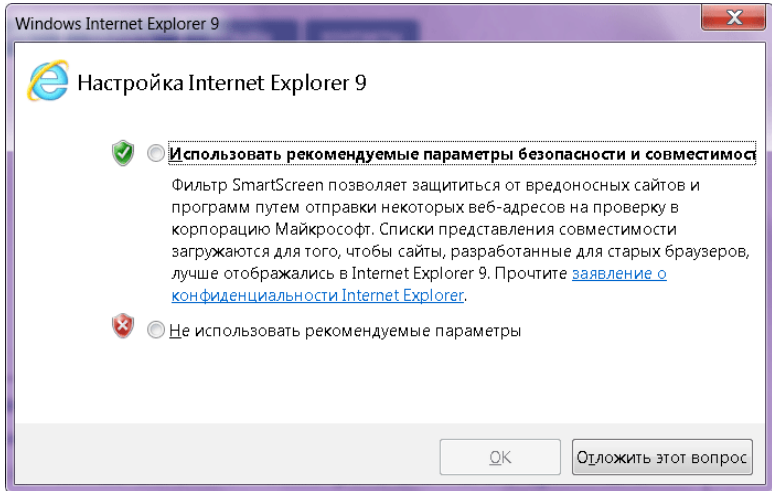 Windows Internet Explorer 9
Настройка Internet Explorer 9
Использовать рекомендуемые параметры безопасности и совместимост
Фильтр SmartScreen позволяет защититься от вредоносных сайтов и
программ путем отправки некоторых веб-адресов на проверку в
корпорацию Майкрософт. Списки представления совместимости
загружаются для того, чтобы сайты, разработанные для старых браузеров,
лучше отображались в Internet Explorer 9. Прочтите заявление о
конфиденциальности Internet Explorer.
Не использовать рекомендуемые параметры
OK
Отложить этот вопрос